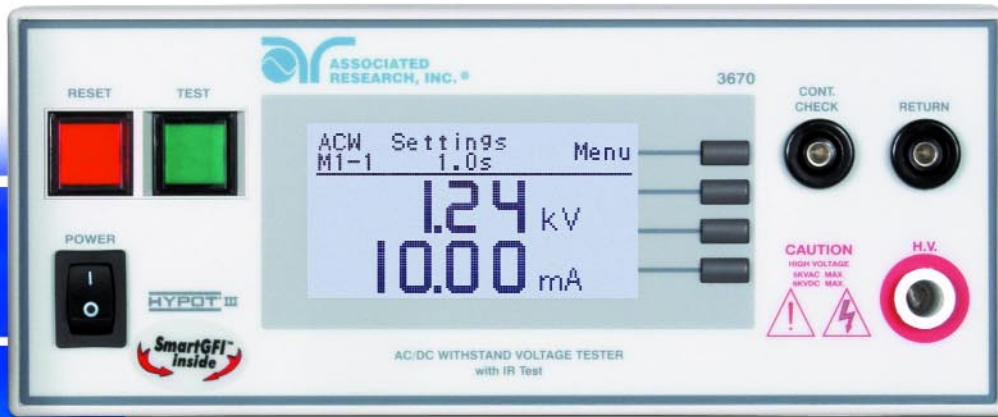 ASSOCIATED
RESEARCH, INC.®
3670
RESET
TEST
ACW Settings
M1-1 1.0s
Menu
1.24 kV
10.00 mA
CONT.
CHECK
RETURN
POWER
I
O
HYPOT III
SmartGFI™
inside
CAUTION
HIGH VOLTAGE
5KVAC MAX.
6KVDC MAX.
H.V.
AC/DC WITHSTAND VOLTAGE TESTER
with IR Test